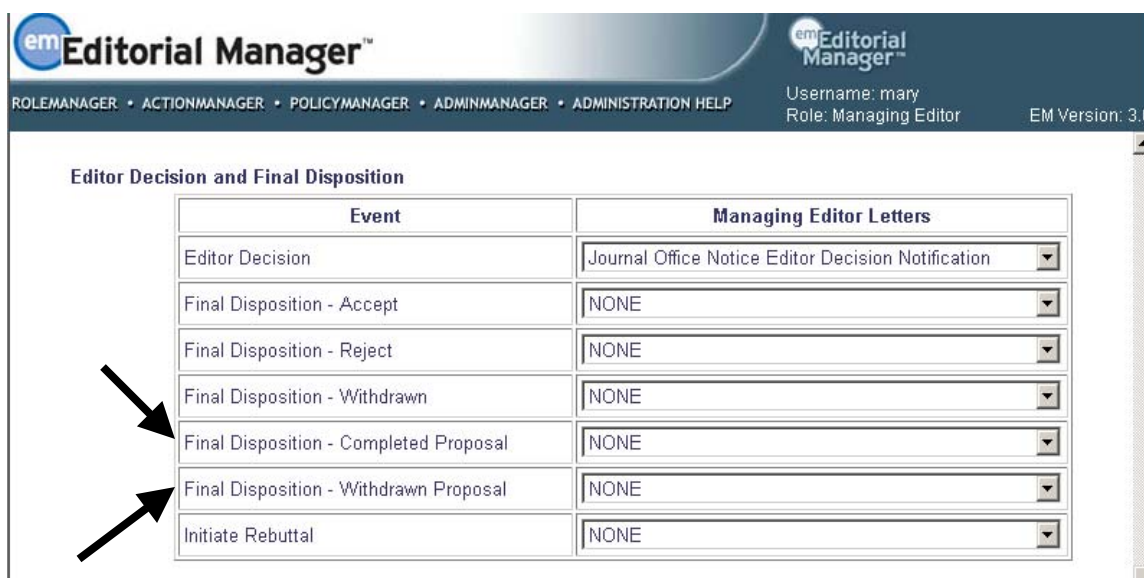 em Editorial Manager™
em Editorial Manager™
ROLEMANAGER • ACTIONMANAGER • POLICYMANAGER • ADMINMANAGER • ADMINISTRATION HELP
Username: mary
Role: Managing Editor EM Version: 3.
Editor Decision and Final Disposition
Event Managing Editor Letters
Editor Decision Journal Office Notice Editor Decision Notification
Final Disposition - Accept NONE
Final Disposition - Reject NONE
Final Disposition - Withdrawn NONE
Final Disposition - Completed Proposal NONE
Final Disposition - Withdrawn Proposal NONE
Initiate Rebuttal NONE